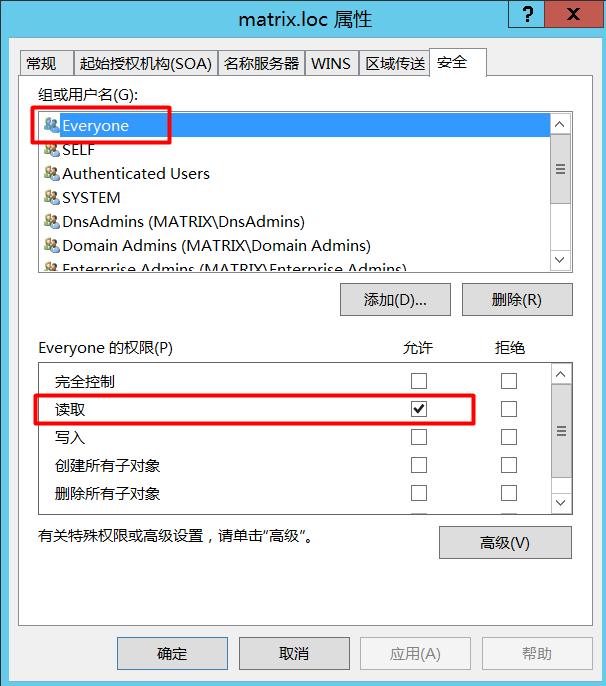 matrix.loc 属性
?
X
常规 起始授权机构(SOA) 名称服务器 WINS 区域传送 安全
组或用户名(G):
Everyone
SELF
Authenticated Users
SYSTEM
DnsAdmins (MATRIX\DnsAdmins)
Domain Admins (MATRIX\Domain Admins)
Enterprise Admins (MATRIX\Enterprise Admins)
添加(D)... 删除(R)
Everyone 的权限(P) 允许 拒绝
完全控制
读取
写入
创建所有子对象
删除所有子对象
有关特殊权限或高级设置，请单击"高级"。
高级(V)
确定 取消 应用(A) 帮助